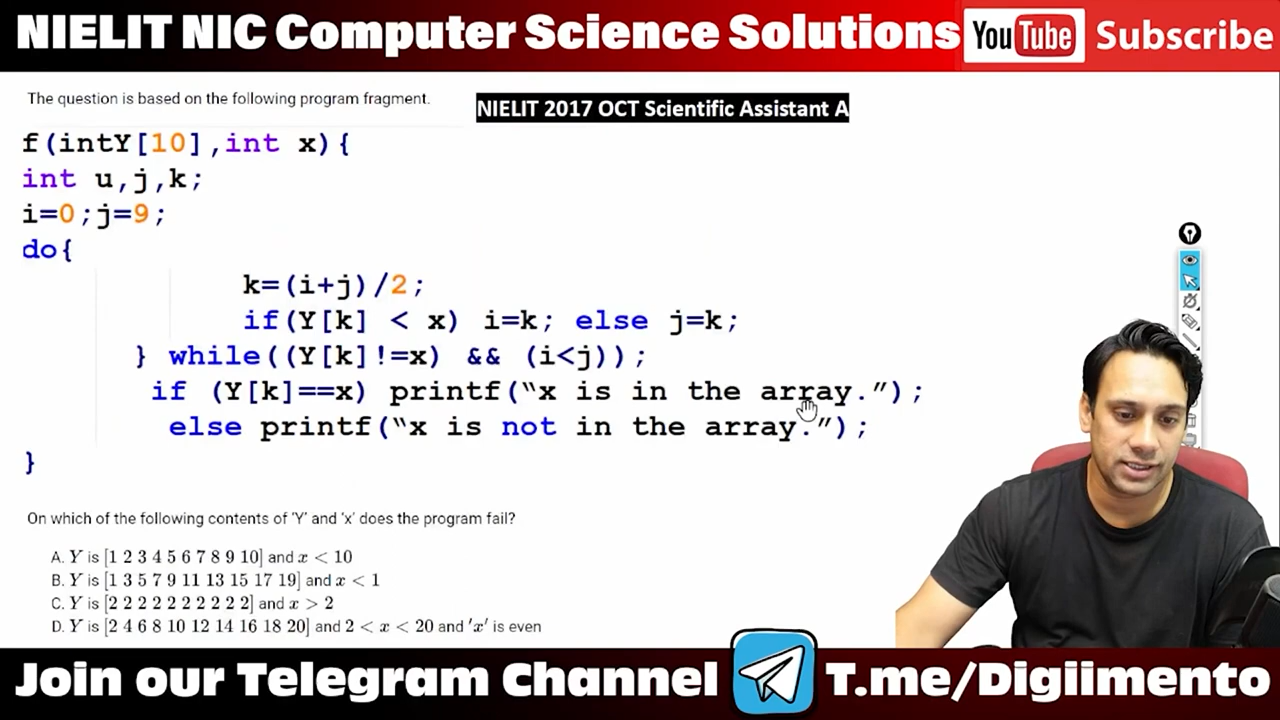 NIELIT NIC Computer Science Solutions YouTube Subscribe
The question is based on the following program fragment.
NIELIT 2017 OCT Scientific Assistant A
f(intY[10],int x){
int u,j,k;
i=0;j=9;
do{
k=(i+j)/2;
if(Y[k] < x) i=k; else j=k;
} while((Y[k]!=x) && (i<j));
if (Y[k]==x) printf(“x is in the array.”);
else printf(“x is not in the array.”);
}
On which of the following contents of ‘Y’ and ‘x’ does the program fail?
A. Y is [1 2 3 4 5 6 7 8 9 10] and x < 10
B. Y is [1 3 5 7 9 11 13 15 17 19] and x < 1
C. Y is [2 2 2 2 2 2 2 2 2 2] and x > 2
D. Y is [2 4 6 8 10 12 14 16 18 20] and 2 < x < 20 and 'x' is even
Join our Telegram Channel T.me/Digiimento